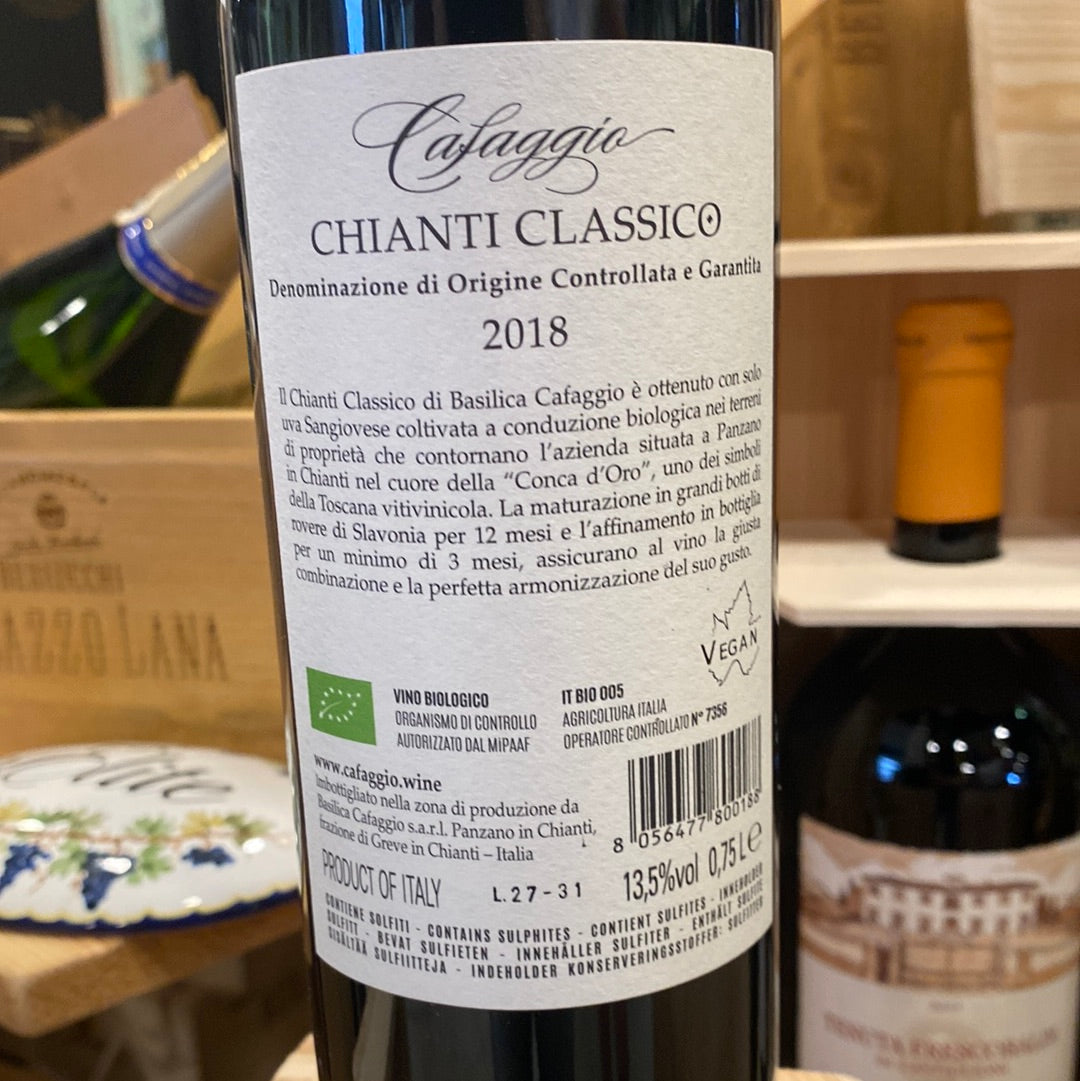 Cafaggio
CHIANTI CLASSICO
Denominazione di Origine Controllata e Garantita
2018
Il Chianti Classico di Basilica Cafaggio è ottenuto con solo
uva Sangiovese coltivata a conduzione biologica nei terreni
di proprietà che contornano l'azienda situata a Panzano
in Chianti nel cuore della "Conca d'Oro", uno dei simboli
della Toscana vitivinicola. La maturazione in grandi botti di
rovere di Slavonia per 12 mesi e l'affinamento in bottiglia
per un minimo di 3 mesi, assicurano al vino la giusta
combinazione e la perfetta armonizzazione del suo gusto.
VEGAN
VINO BIOLOGICO
ORGANISMO DI CONTROLLO
AUTORIZZATO DAL MiPAAF
IT BIO 005
AGRICOLTURA ITALIA
OPERATORE CONTROLLATO N° 7356
www.cafaggio.wine
Imbottigliato nella zona di produzione da
Basilica Cafaggio s.a.r.l. Panzano in Chianti,
frazione di Greve in Chianti – Italia
8 056477 800188
PRODUCT OF ITALY
L.27-31
13,5%vol 0,75 L e
CONTIENE SOLFITI - CONTAINS SULPHITES - CONTIENT SULFITES - INNEHOLDER
SULFITT - BEVAT SULFIETEN - INNEHÅLLER SULFITER - ENTHÄLT SULFITE
SISÄLTÄÄ SULFIITTEJA - INDEHOLDER KONSERVERINGSSTOFFER: SULFITTER
LANA